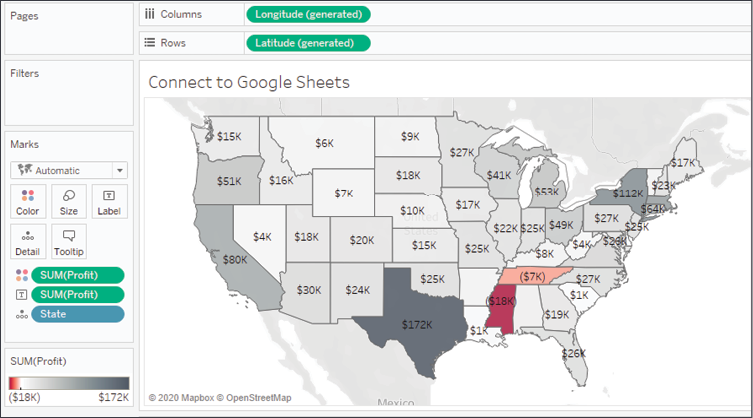 Pages
Columns
Longitude (generated)
Rows
Latitude (generated)
Filters
Connect to Google Sheets
Marks
Automatic
Color
Size
Label
Detail
Tooltip
SUM(Profit)
SUM(Profit)
State
SUM(Profit)
($18K)
$172K
$15K
$6K
$9K
$27K
$17K
$51K
$16K
$18K
$41K
$53K
$112K
$23K
$7K
$64K
$10K
$17K
$27K
$25K
United
States
$4K
$18K
$20K
$15K
$22K
$25K
$49K
$4K
$80K
$25K
$8K
$30K
$24K
$25K
($7K)
$27K
($18K)
$1K
$172K
$1K
$19K
$26K
Mexico
© 2020 Mapbox © OpenStreetMap